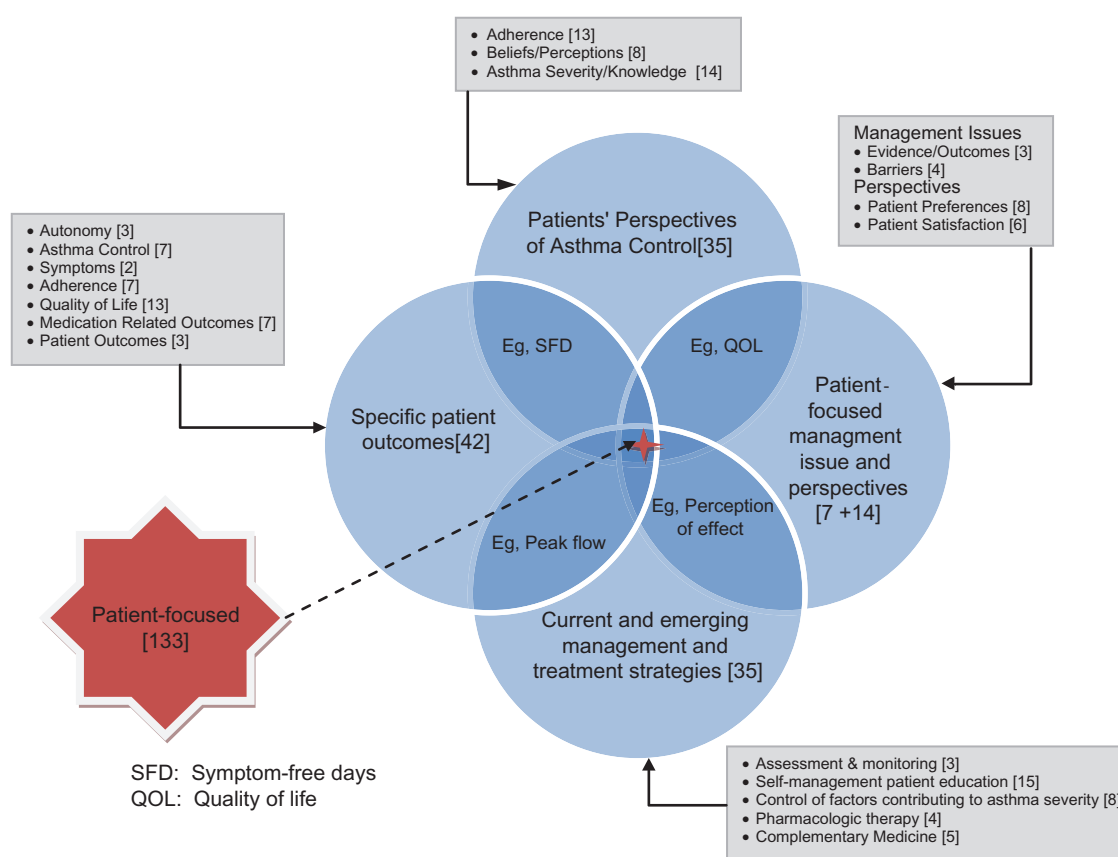 • Adherence [13]
• Beliefs/Perceptions [8]
• Asthma Severity/Knowledge [14]
Management Issues
• Evidence/Outcomes [3]
• Barriers [4]
Perspectives
• Patient Preferences [8]
• Patient Satisfaction [6]
• Autonomy [3]
• Asthma Control [7]
• Symptoms [2]
• Adherence [7]
• Quality of Life [13]
• Medication Related Outcomes [7]
• Patient Outcomes [3]
Patients' Perspectives
of Asthma Control[35]
Eg, SFD
Eg, QOL
Specific patient
outcomes[42]
Patient-
focused
managment
issue and
perspectives
[7 +14]
Eg, Peak flow
Eg, Perception
of effect
Current and emerging
management and
treatment strategies [35]
Patient-focused
[133]
SFD: Symptom-free days
QOL: Quality of life
• Assessment & monitoring [3]
• Self-management patient education [15]
• Control of factors contributing to asthma severity [8]
• Pharmacologic therapy [4]
• Complementary Medicine [5]